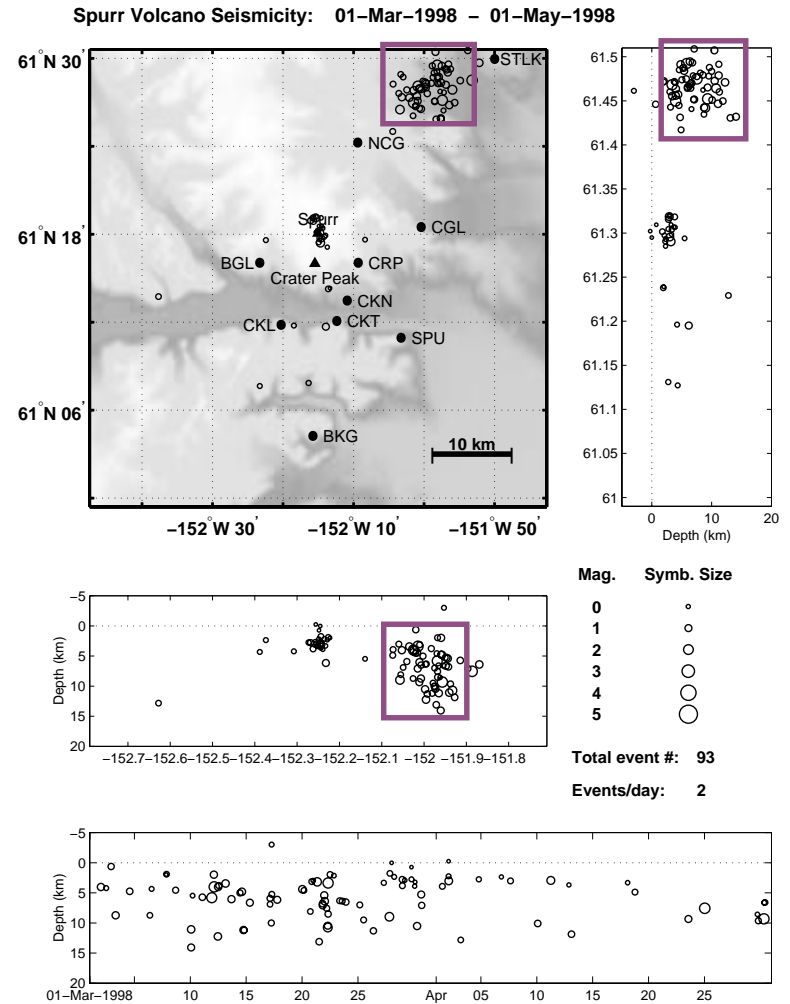 Spurr Volcano Seismicity: 01−Mar−1998 − 01−May−1998
61°N 30'
61°N 18'
61°N 06'
STLK
NCG
Spurr
CGL
BGL
CRP
Crater Peak
CKN
CKL
CKT
SPU
BKG
10 km
−152°W 30' −152°W 10' −151°W 50'
61.5
61.45
61.4
61.35
61.3
61.25
61.2
61.15
61.1
61.05
61
0 10 20
Depth (km)
−5
0
5
10
15
20
Depth (km)
−152.7 −152.6 −152.5 −152.4 −152.3 −152.2 −152.1 −152 −151.9 −151.8
Mag. Symb. Size
0
1
2
3
4
5
Total event #: 93
Events/day: 2
−5
0
5
10
15
20
Depth (km)
01−Mar−1998 10 15 20 25 Apr 05 10 15 20 25